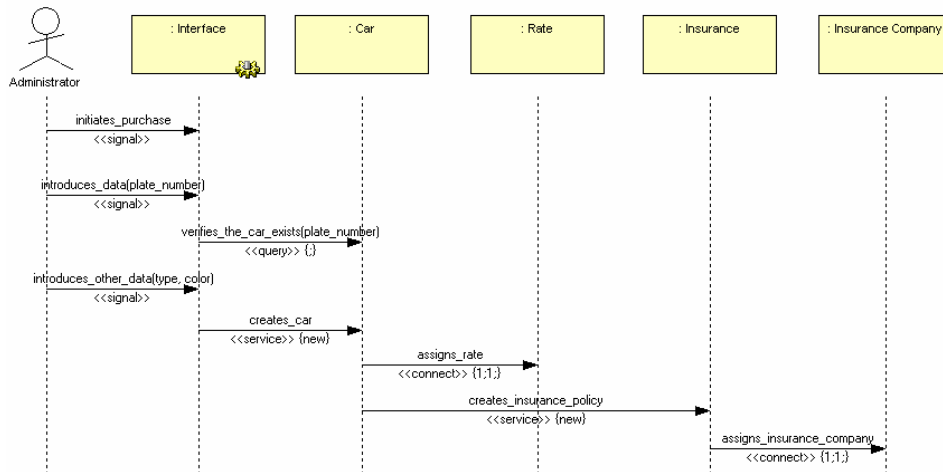 : Interface
: Car
: Rate
: Insurance
: Insurance Company
Administrator
initiates_purchase
<<signal>>
introduces_data(plate_number)
<<signal>>
verifies_the_car_exists(plate_number)
<<query>> {;}
introduces_other_data(type, color)
<<signal>>
creates_car
<<service>> {new}
assigns_rate
<<connect>> {1;1;}
creates_insurance_policy
<<service>> {new}
assigns_insurance_company
<<connect>> {1;1;}